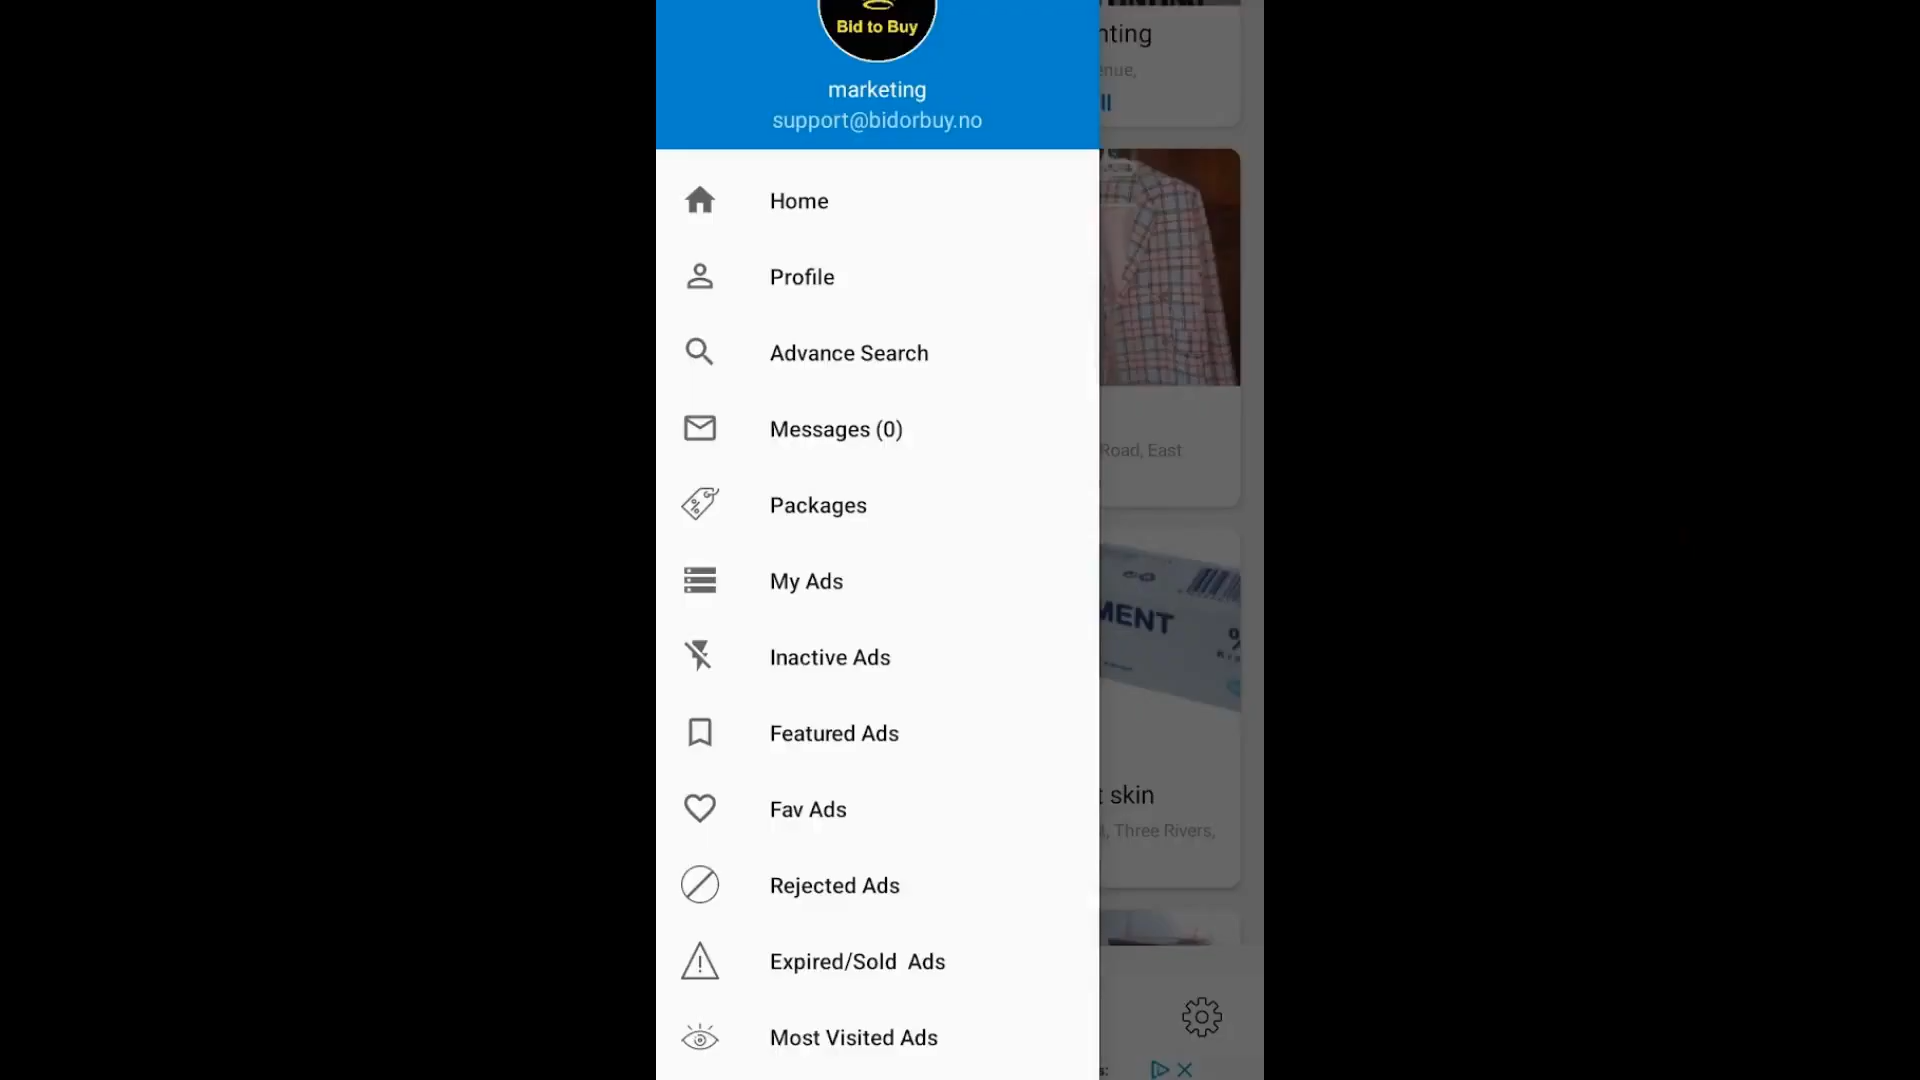 Bid to Buy
marketing
support@bidorbuy.no
Home
Profile
Advance Search
Messages (0)
Packages
My Ads
Inactive Ads
Featured Ads
Fav Ads
Rejected Ads
Expired/Sold Ads
Most Visited Ads
Road, East
skin
Three Rivers,